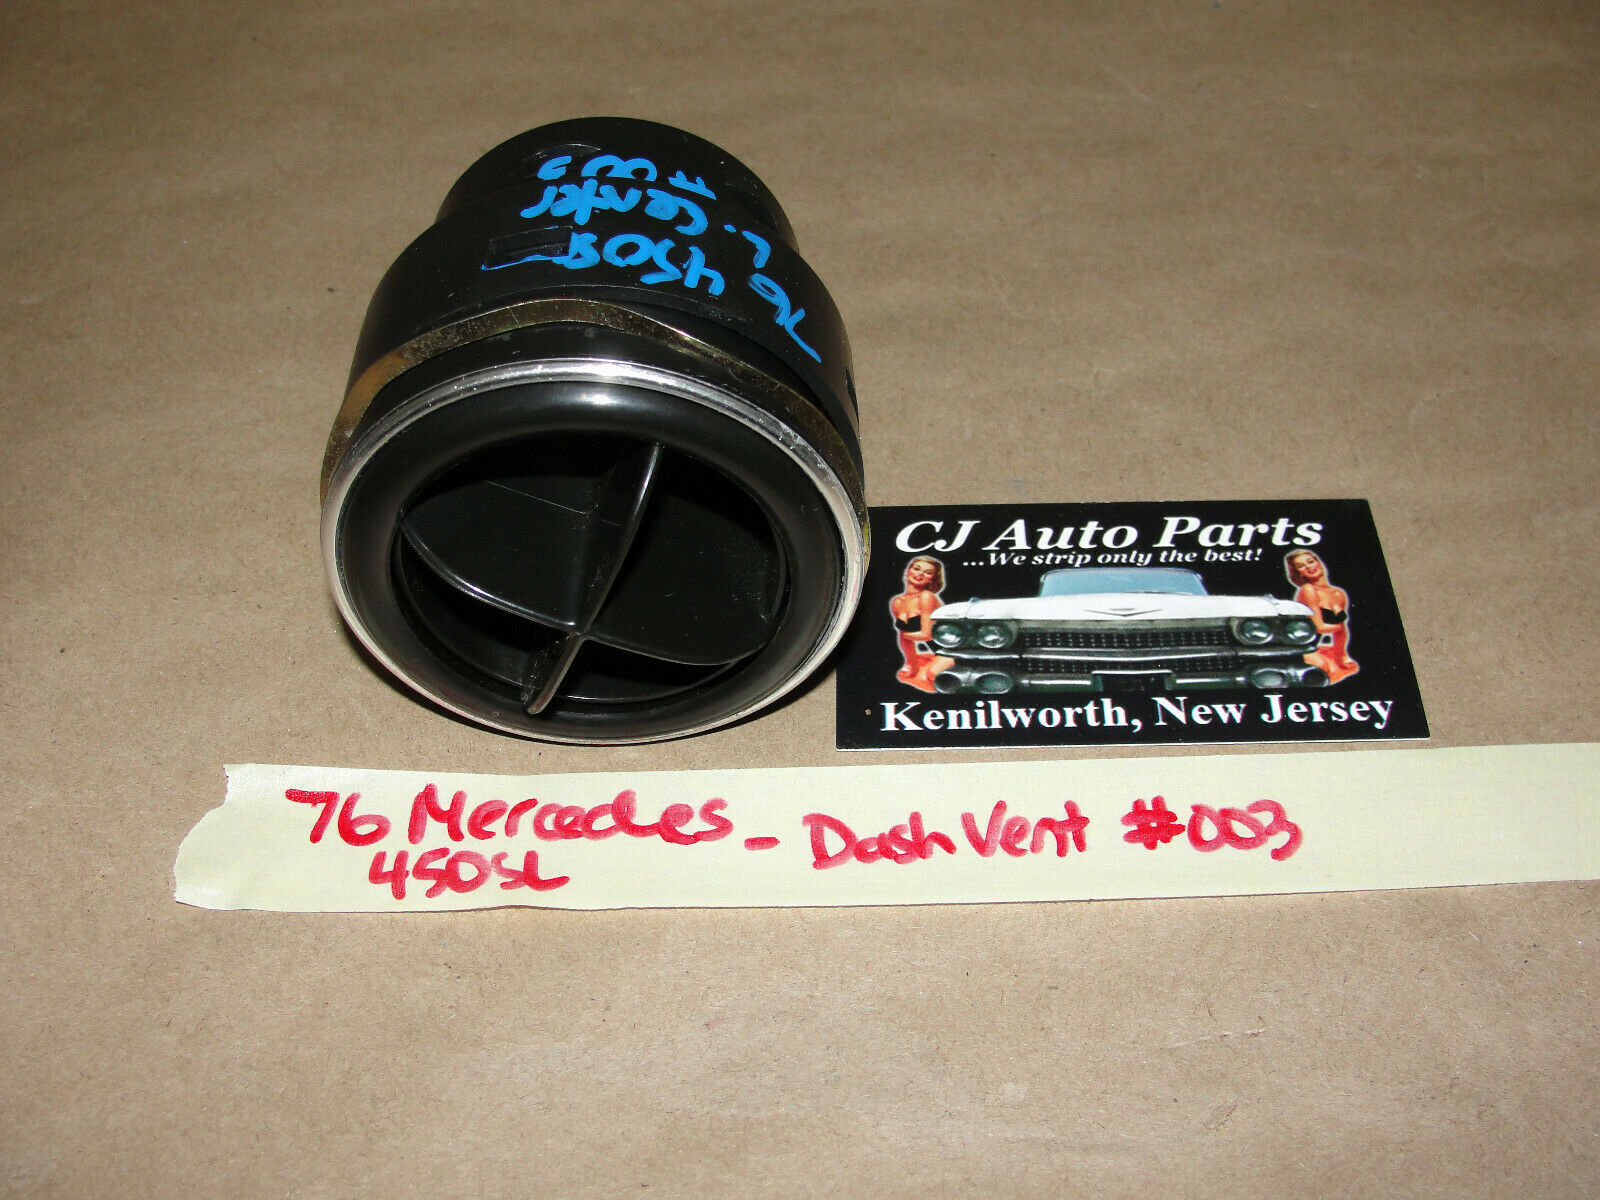 76 450SL
L. Center
#003
CJ Auto Parts
...We strip only the best!
Kenilworth, New Jersey
76 Mercedes - Dash Vent #003
450SL